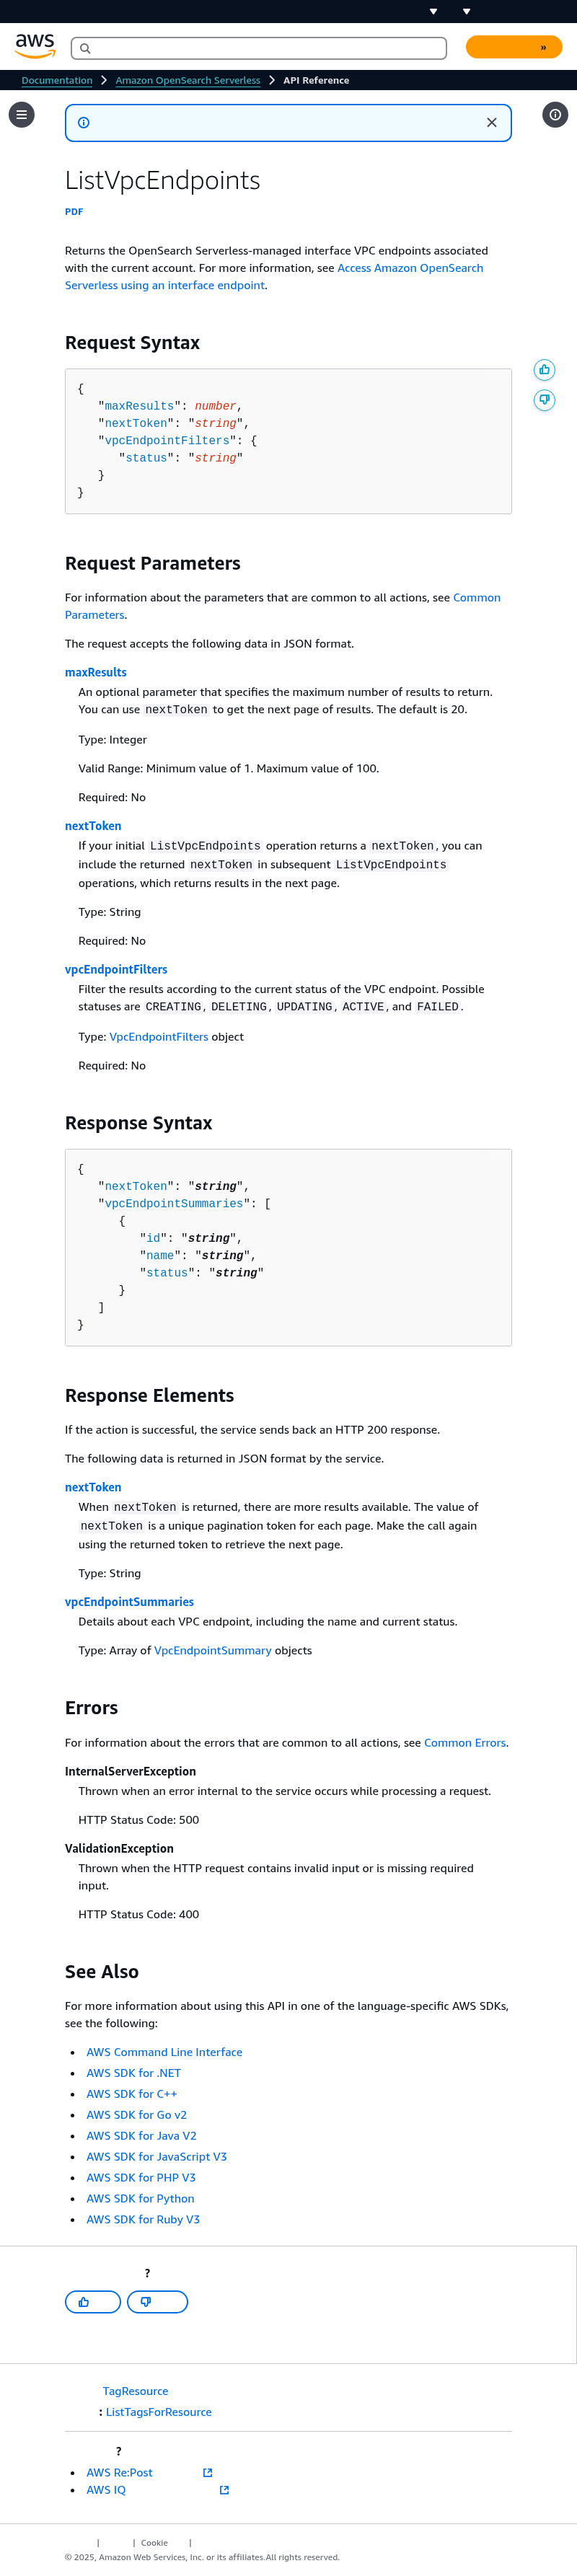 aws
»
Documentation Amazon OpenSearch Serverless API Reference
ListVpcEndpoints
PDF
Returns the OpenSearch Serverless-managed interface VPC endpoints associated
with the current account. For more information, see Access Amazon OpenSearch
Serverless using an interface endpoint.
Request Syntax
{
"maxResults": number,
"nextToken": "string",
"vpcEndpointFilters": {
"status": "string"
}
}
Request Parameters
For information about the parameters that are common to all actions, see Common
Parameters.
The request accepts the following data in JSON format.
maxResults
An optional parameter that specifies the maximum number of results to return.
You can use nextToken to get the next page of results. The default is 20.
Type: Integer
Valid Range: Minimum value of 1. Maximum value of 100.
Required: No
nextToken
If your initial ListVpcEndpoints operation returns a nextToken, you can
include the returned nextToken in subsequent ListVpcEndpoints
operations, which returns results in the next page.
Type: String
Required: No
vpcEndpointFilters
Filter the results according to the current status of the VPC endpoint. Possible
statuses are CREATING, DELETING, UPDATING, ACTIVE, and FAILED.
Type: VpcEndpointFilters object
Required: No
Response Syntax
{
"nextToken": "string",
"vpcEndpointSummaries": [
{
"id": "string",
"name": "string",
"status": "string"
}
]
}
Response Elements
If the action is successful, the service sends back an HTTP 200 response.
The following data is returned in JSON format by the service.
nextToken
When nextToken is returned, there are more results available. The value of
nextToken is a unique pagination token for each page. Make the call again
using the returned token to retrieve the next page.
Type: String
vpcEndpointSummaries
Details about each VPC endpoint, including the name and current status.
Type: Array of VpcEndpointSummary objects
Errors
For information about the errors that are common to all actions, see Common Errors.
InternalServerException
Thrown when an error internal to the service occurs while processing a request.
HTTP Status Code: 500
ValidationException
Thrown when the HTTP request contains invalid input or is missing required
input.
HTTP Status Code: 400
See Also
For more information about using this API in one of the language-specific AWS SDKs,
see the following:
• AWS Command Line Interface
• AWS SDK for .NET
• AWS SDK for C++
• AWS SDK for Go v2
• AWS SDK for Java V2
• AWS SDK for JavaScript V3
• AWS SDK for PHP V3
• AWS SDK for Python
• AWS SDK for Ruby V3
?
TagResource
: ListTagsForResource
?
• AWS Re:Post
• AWS IQ
| | Cookie |
© 2025, Amazon Web Services, Inc. or its affiliates.All rights reserved.